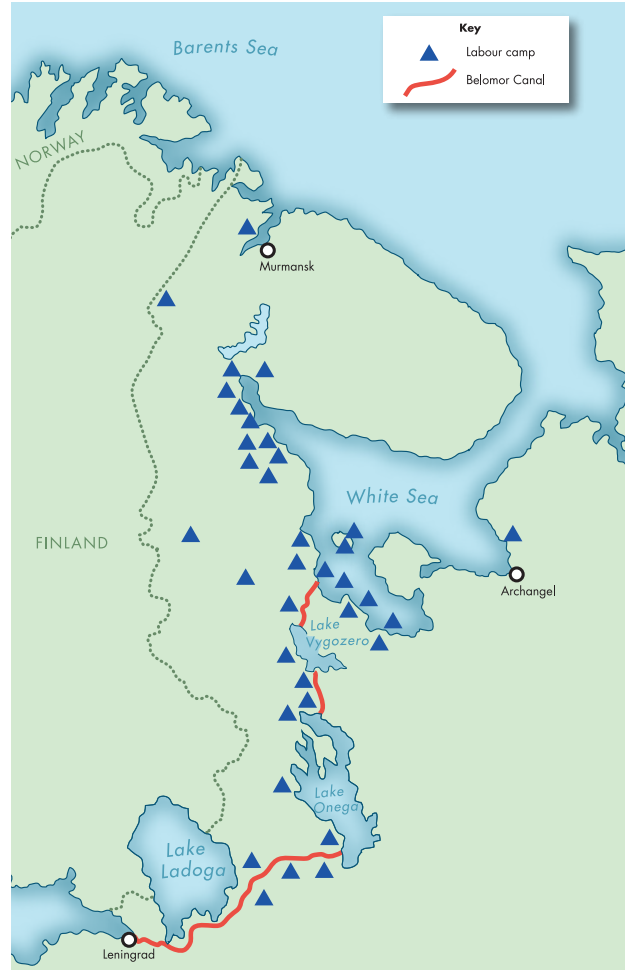 Key
Labour camp
Belomor Canal
Barents Sea
NORWAY
Murmansk
White Sea
FINLAND
Archangel
Lake
Vygozero
Lake
Onega
Lake
Ladoga
Leningrad